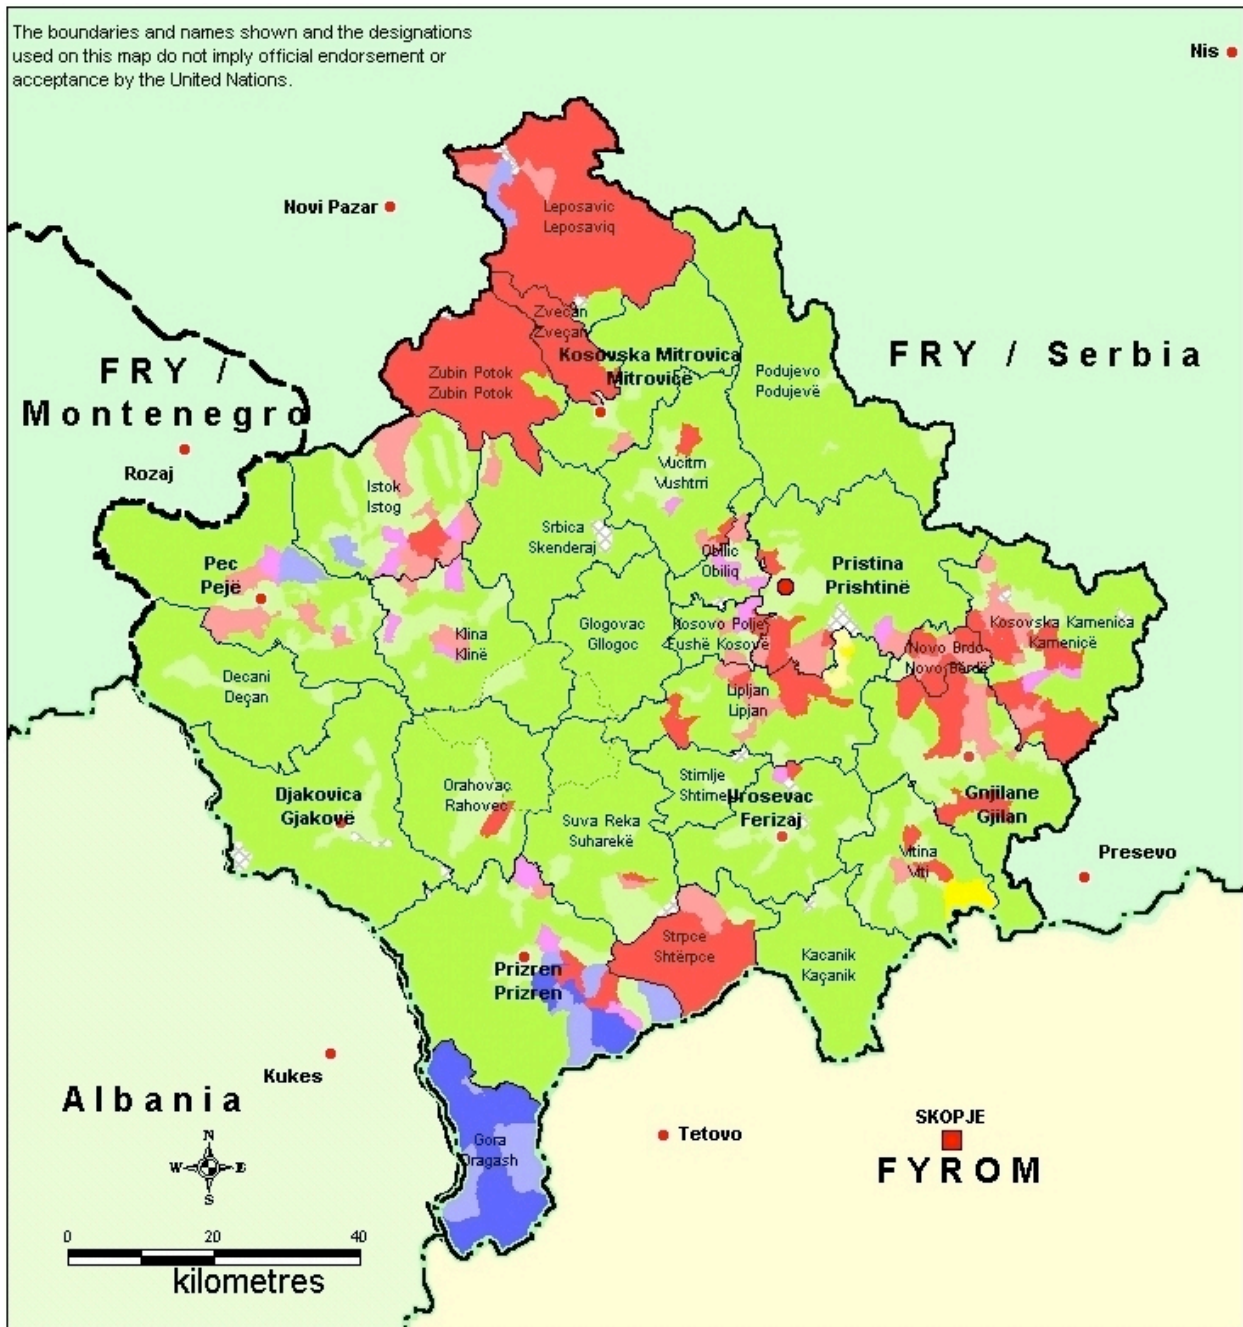 The boundaries and names shown and the designations
used on this map do not imply official endorsement or
acceptance by the United Nations.
Nis
Novi Pazar
Leposavic
Leposaviq
Zvecan
Zveçan
Kosovska Mitrovica
Mitrovicë
FRY / Serbia
FRY /
Montenegro
Zubin Potok
Zubin Potok
Podujevo
Podujevë
Rozaj
Istok
Istog
Vucitrn
Vushtrri
Srbica
Skenderaj
Obilic
Obiliq
Pec
Pejë
Pristina
Prishtinë
Klina
Klinë
Glogovac
Gllogoc
Kosovo Polje
Fushë Kosovë
Novo Brdo
Novo Bërdë
Kosovska Kamenica
Kamenicë
Decani
Deçan
Lipljan
Lipjan
Djakovica
Gjakovë
Orahovac
Rahovec
Stimlje
Shtime
Urosevac
Ferizaj
Gnjilane
Gjilan
Suva Reka
Suharekë
Vitina
Viti
Presevo
Strpce
Shtërpce
Kacanik
Kaçanik
Prizren
Prizren
Kukes
Albania
Gora
Dragash
Tetovo
SKOPJE
FYROM
N
W E
S
0 20 40
kilometres